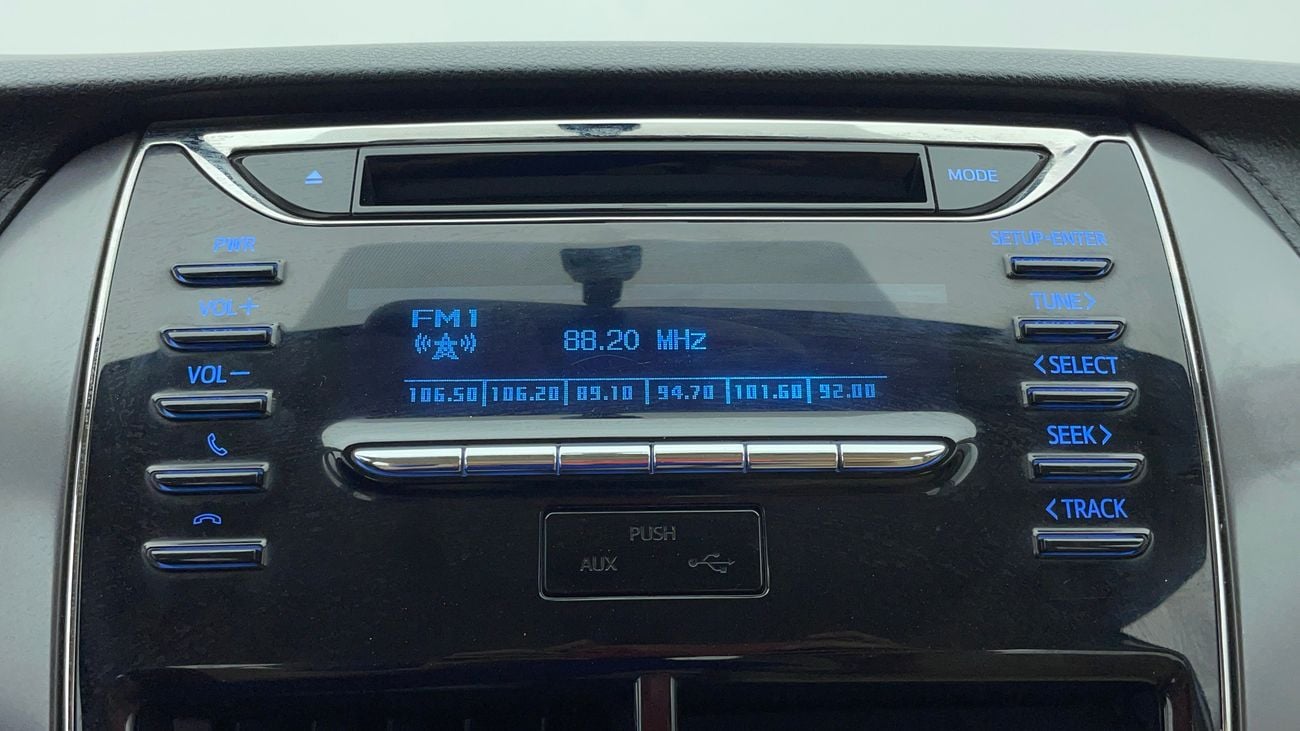 MODE
PWR
SETUP•ENTER
VOL+
TUNE>
FM1
88.20 MHz
VOL−
<SELECT
106.50 106.20 89.10 94.70 101.60 92.00
SEEK>
<TRACK
PUSH
AUX